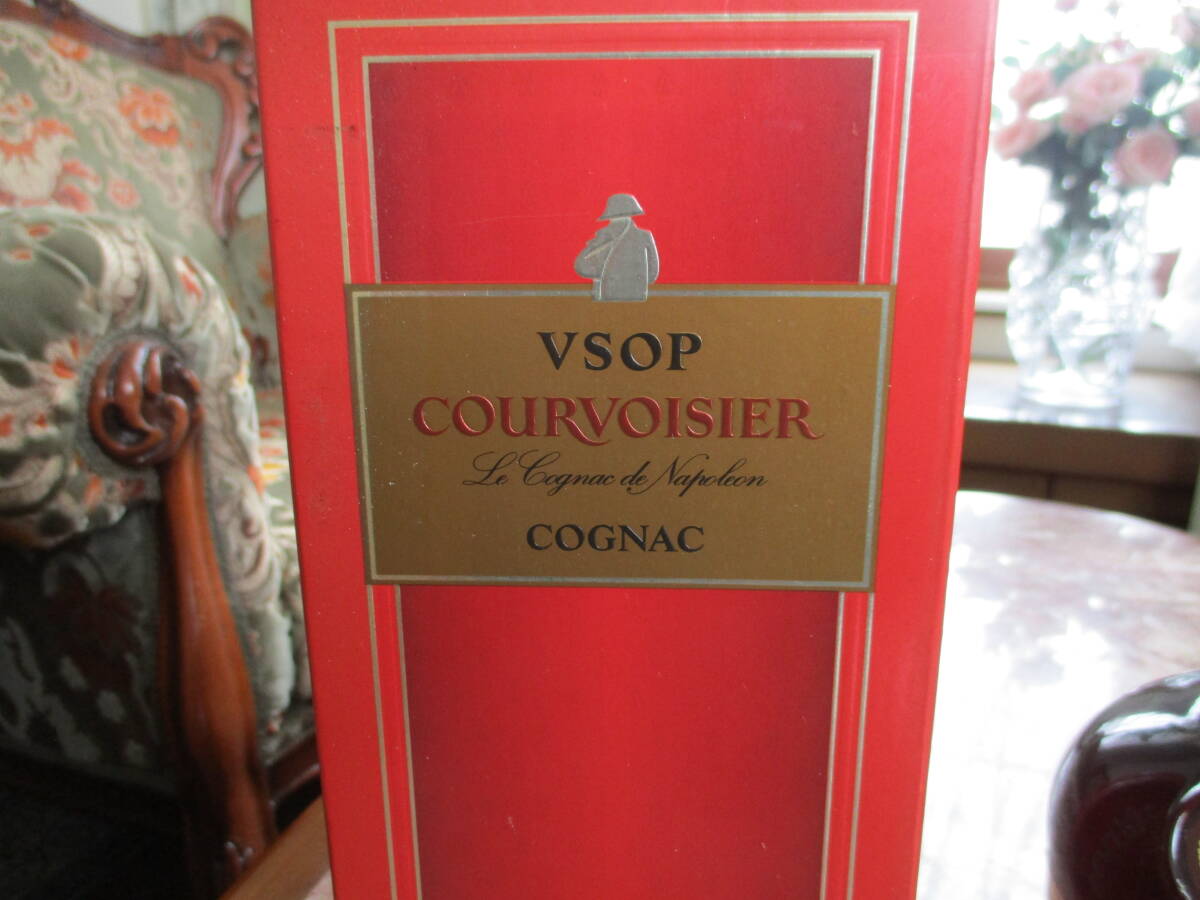 VSOP
COURVOISIER
Le Cognac de Napoleon
COGNAC